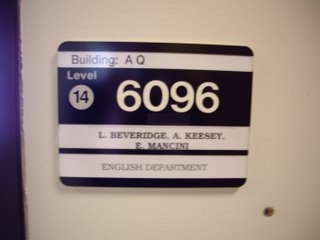 Building: A Q
Level
14
6096
L. BEVERIDGE, A. KEESEY,
E. MANCINI
ENGLISH DEPARTMENT